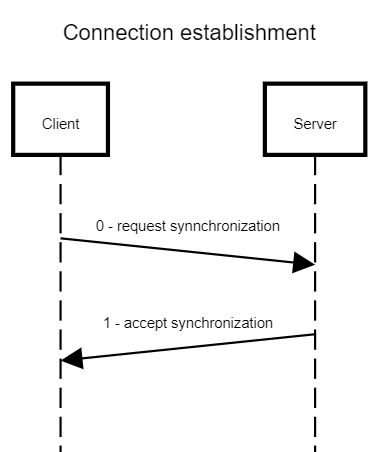 Connection establishment
Client
Server
0 - request synnchronization
1 - accept synchronization